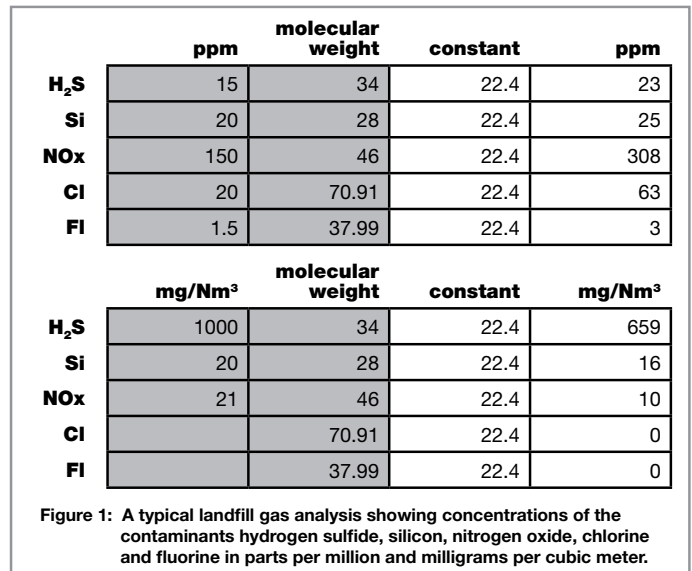 ppm molecular weight constant ppm
H₂S 15 34 22.4 23
Si 20 28 22.4 25
NOx 150 46 22.4 308
Cl 20 70.91 22.4 63
Fl 1.5 37.99 22.4 3
mg/Nm³ molecular weight constant mg/Nm³
H₂S 1000 34 22.4 659
Si 20 28 22.4 16
NOx 21 46 22.4 10
Cl 70.91 22.4 0
Fl 37.99 22.4 0
Figure 1: A typical landfill gas analysis showing concentrations of the
contaminants hydrogen sulfide, silicon, nitrogen oxide, chlorine
and fluorine in parts per million and milligrams per cubic meter.